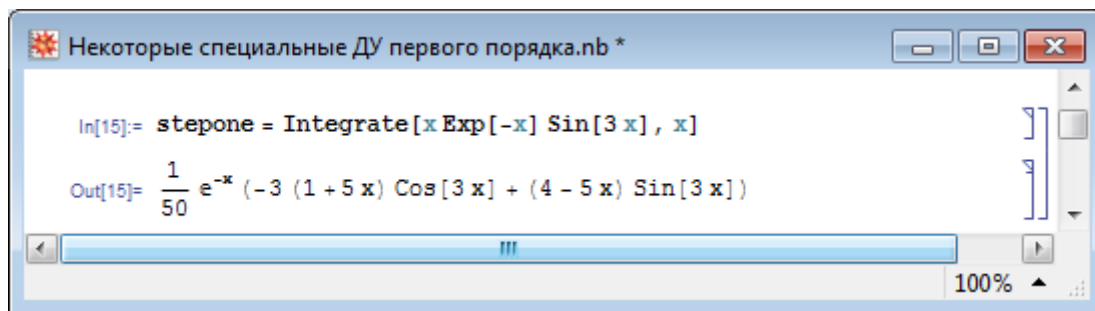 Некоторые специальные ДУ первого порядка.nb *
In[15]:= stepone = Integrate[x Exp[-x] Sin[3 x], x]
Out[15]= 1/50 e^-x (-3 (1 + 5 x) Cos[3 x] + (4 - 5 x) Sin[3 x])
100%